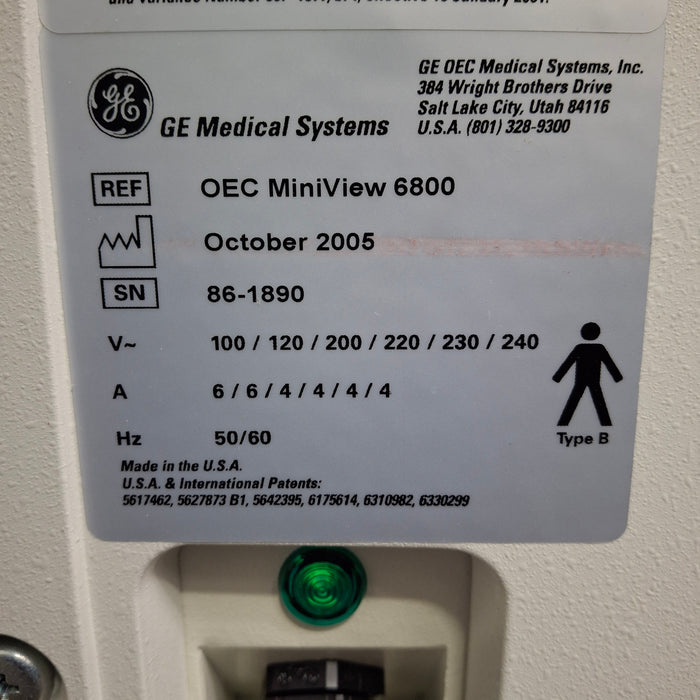 GE OEC Medical Systems, Inc.
384 Wright Brothers Drive
Salt Lake City, Utah 84116
U.S.A. (801) 328-9300
GE
GE Medical Systems
REF OEC MiniView 6800
October 2005
SN 86-1890
V~ 100 / 120 / 200 / 220 / 230 / 240
A 6 / 6 / 4 / 4 / 4 / 4
Hz 50/60
Type B
Made in the U.S.A.
U.S.A. & International Patents:
5617462, 5627873 B1, 5642395, 6175614, 6310982, 6330299